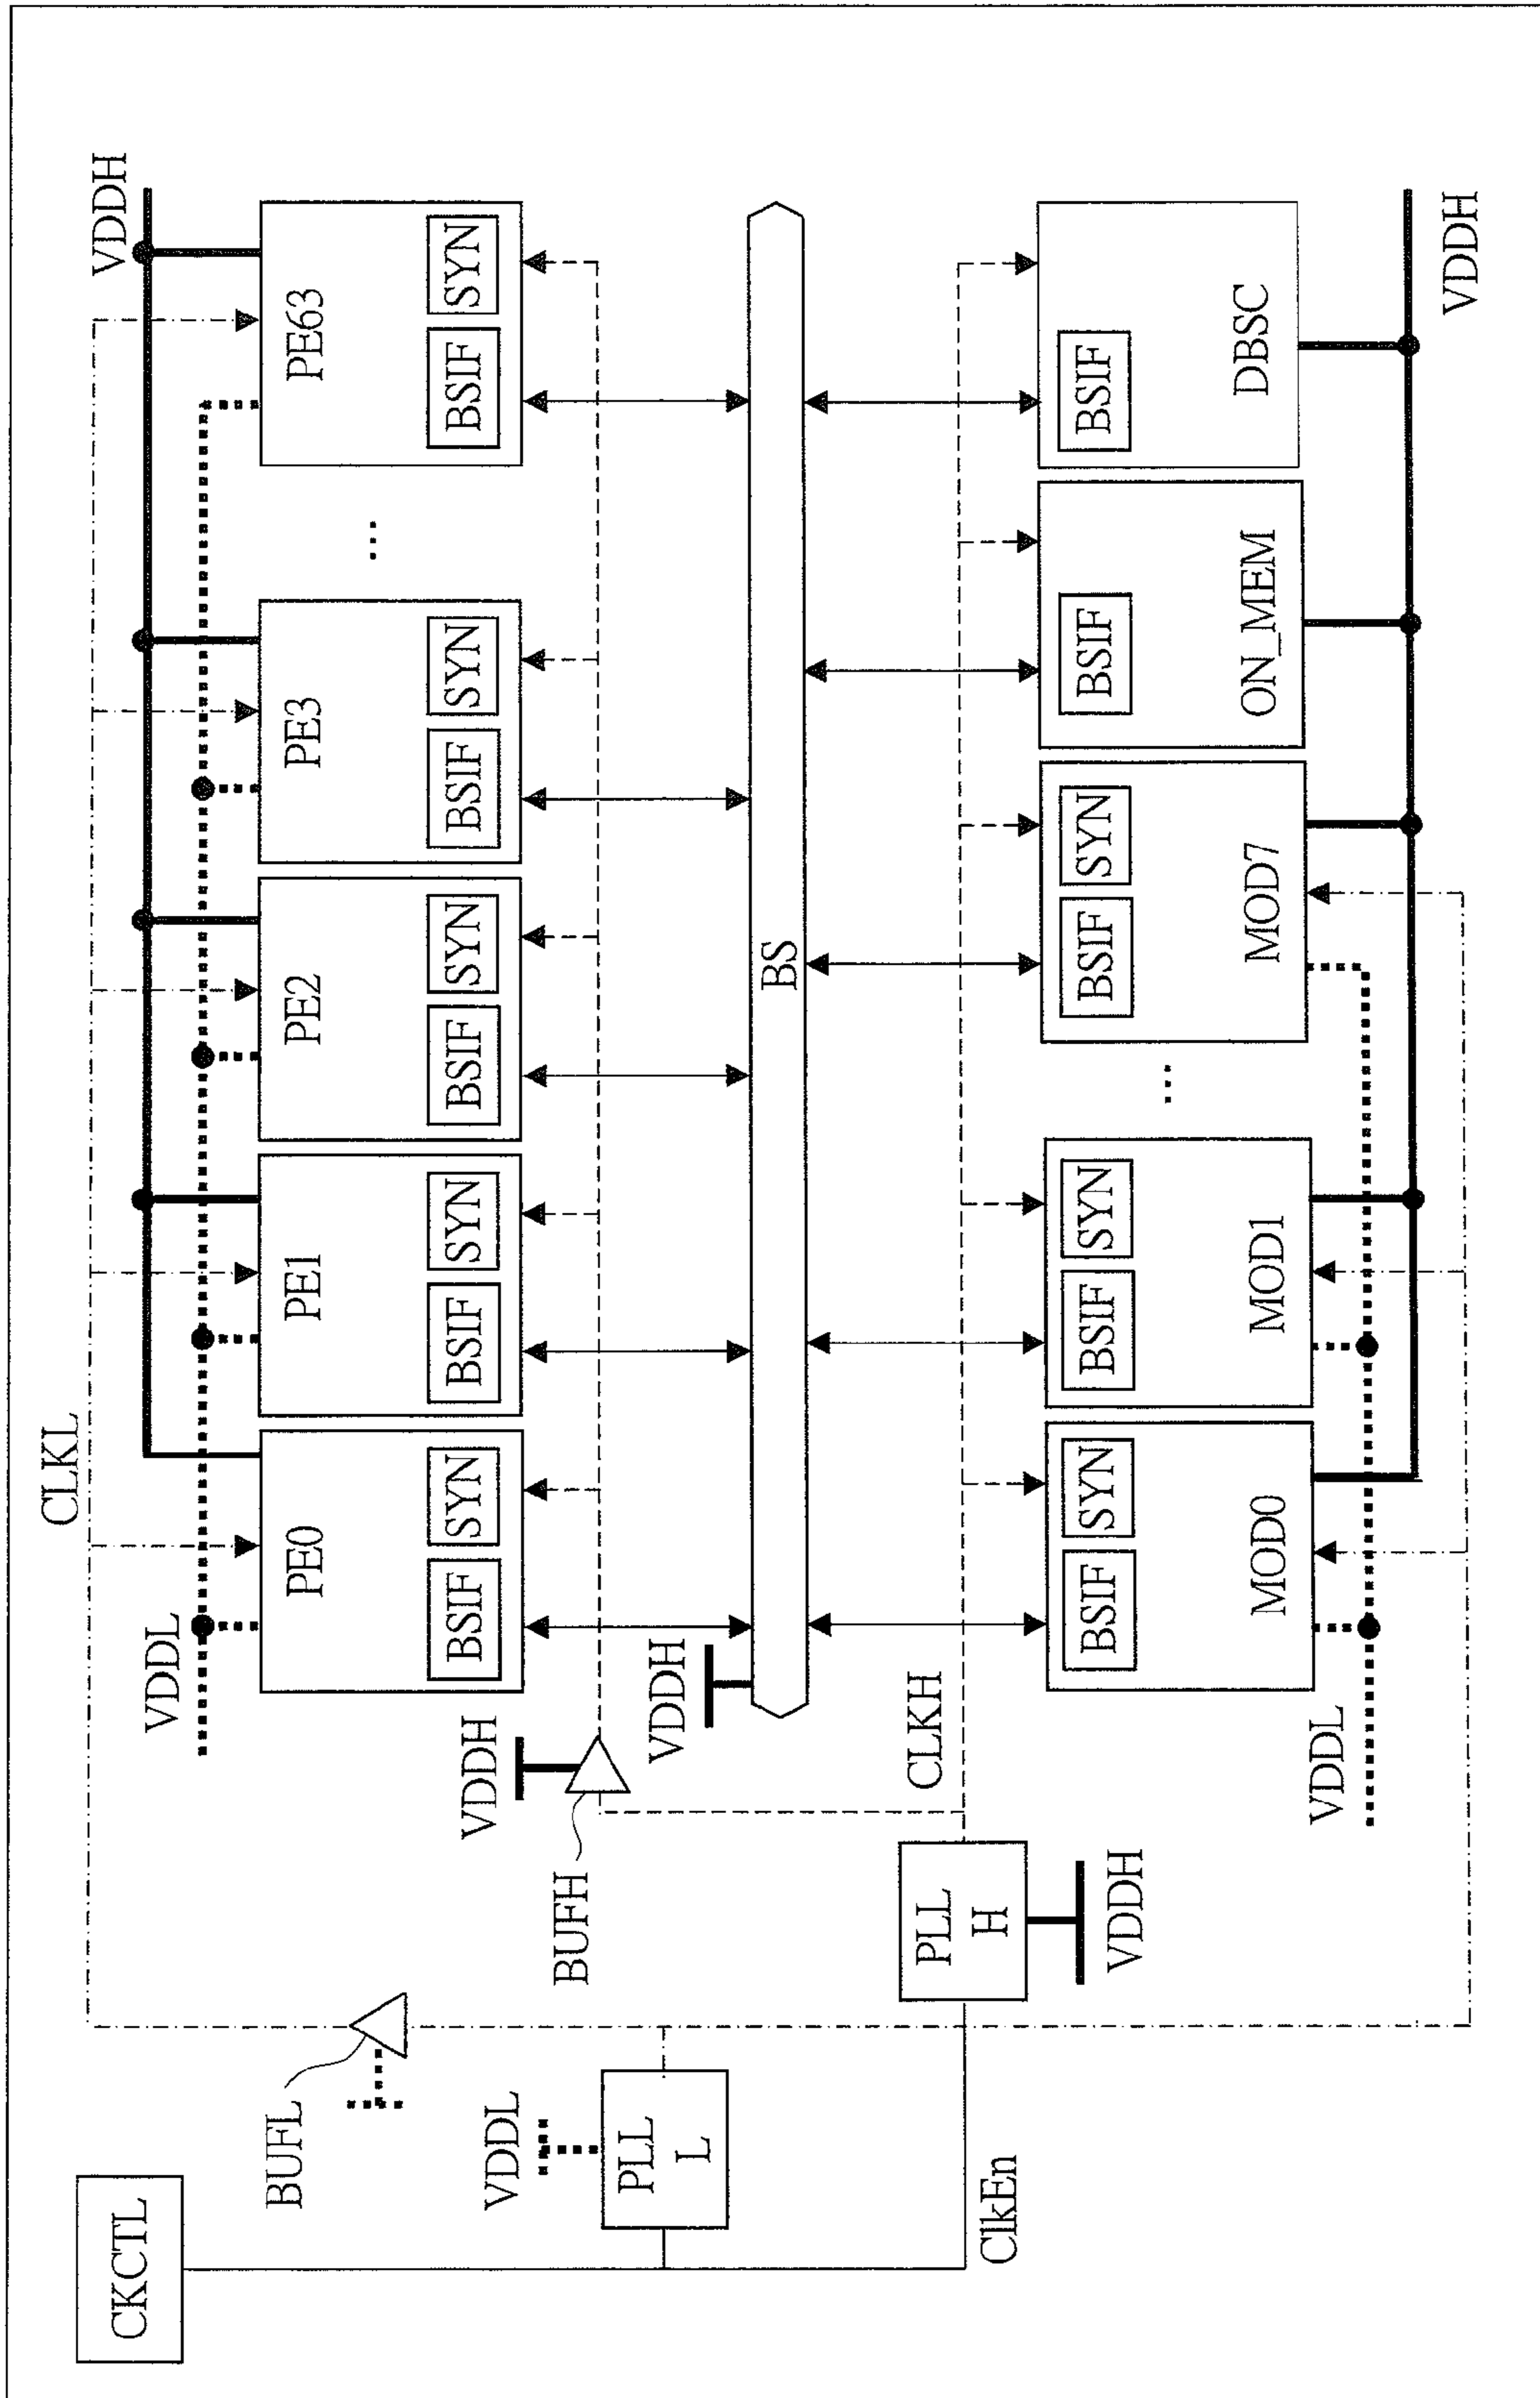 CKCTL
BUFL
VDDL
PLL
L
ClkEn
CLKL
VDDL
VDDH
PE0
BSIF
SYN
PE1
BSIF
SYN
PE2
BSIF
SYN
PE3
BSIF
SYN
...
PE63
BSIF
SYN
VDDH
BUFH
VDDH
BS
PLL
H
VDDH
CLKH
BSIF
SYN
MOD0
BSIF
SYN
MOD1
...
BSIF
SYN
MOD7
BSIF
ON_MEM
BSIF
DBSC
VDDL
VDDH